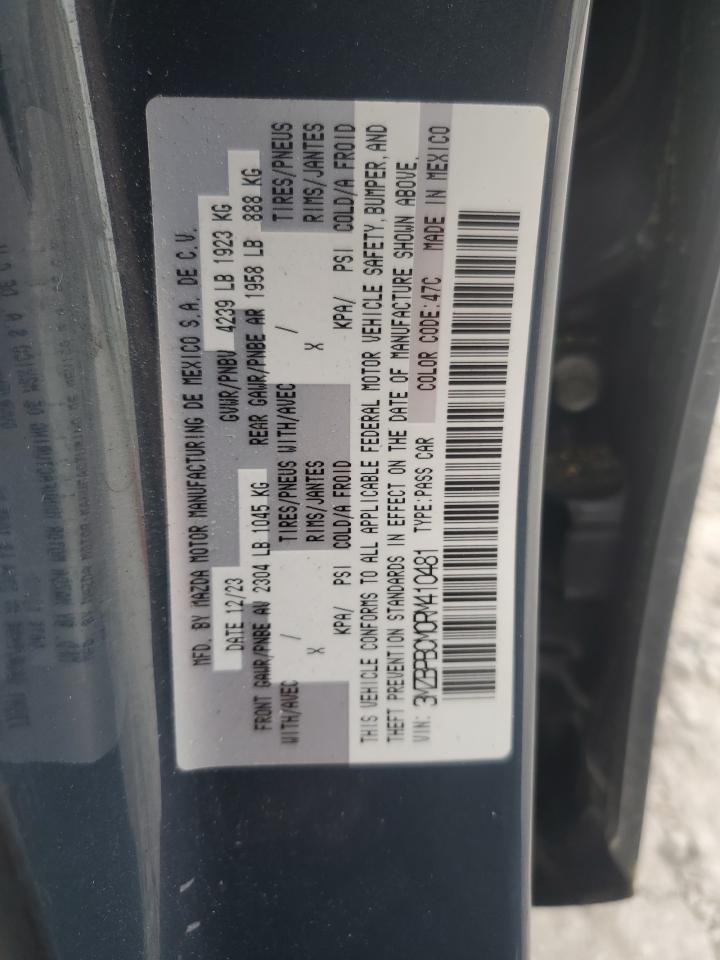 MFD. BY MAZDA MOTOR MANUFACTURING DE MEXICO S.A. DE C.V.
DATE 12/23 GVWR/PNBV 4239 LB 1923 KG
FRONT GAWR/PNBE AV 2304 LB 1045 KG REAR GAWR/PNBE AR 1958 LB 888 KG
WITH/AVEC TIRES/PNEUS WITH/AVEC TIRES/PNEUS
X / RIMS/JANTES X / RIMS/JANTES
KPA/ PSI COLD/A FROID KPA/ PSI COLD/A FROID
THIS VEHICLE CONFORMS TO ALL APPLICABLE FEDERAL MOTOR VEHICLE SAFETY, BUMPER, AND
THEFT PREVENTION STANDARDS IN EFFECT ON THE DATE OF MANUFACTURE SHOWN ABOVE.
VIN: 3MZBPBCM0RM410481 TYPE:PASS CAR COLOR CODE:47C MADE IN MEXICO